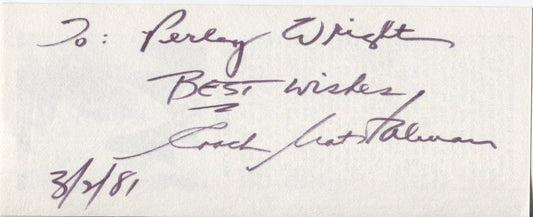 To: Perley Wright
BEST Wishes
Coach Nat Holman
3/2/81